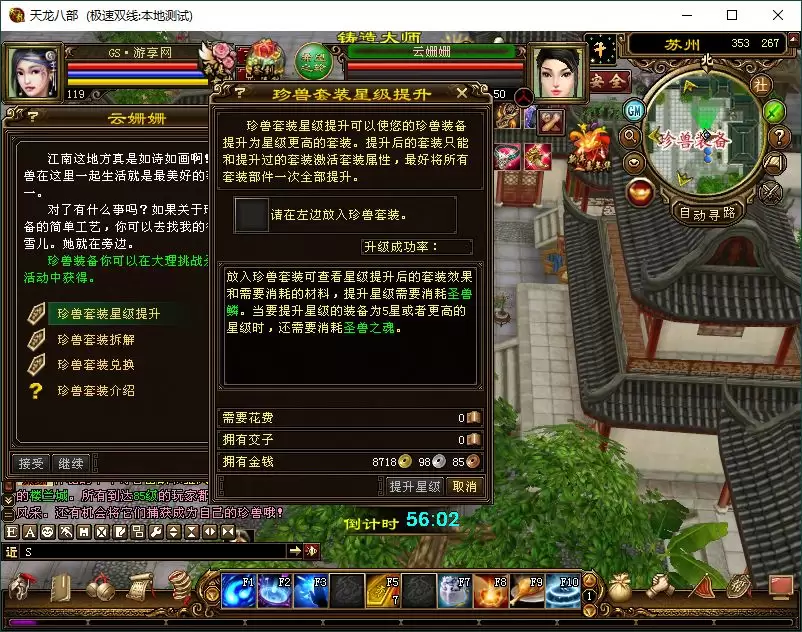 天龙八部 (极速双线:本地测试)
铸造大师
GS·游享网
119
云姗姗
50
苏州 353 267
北
安全
社
GM
珍兽装备
自动寻路
云姗姗
江南这地方真是如诗如画啊!
兽在这里一起生活就是最美好的
一。
对了有什么事吗?如果关于
备的简单工艺,你可以去找我的
雪儿。她就在旁边。
珍兽装备你可以在大理挑战
活动中获得。
珍兽套装星级提升
珍兽套装拆解
珍兽套装兑换
珍兽套装介绍
接受 继续
珍兽套装星级提升
珍兽套装星级提升可以使您的珍兽装备
提升为星级更高的套装。提升后的套装只能
和提升过的套装激活套装属性,最好将所有
套装部件一次全部提升。
请在左边放入珍兽套装。
升级成功率:
放入珍兽套装可查看星级提升后的套装效果
和需要消耗的材料,提升星级需要消耗圣兽
鳞。当要提升星级的装备为5星或者更高的
星级时,还需要消耗圣兽之魂。
需要花费 0
拥有交子 0
拥有金钱 8718 98 85
提升星级 取消
的楼兰城。所有到达85级的玩家都
风采。还有机会将它们捕获成为自己的珍兽哦!
倒计时 56:02
近 S
F1 F2 F3 F5 7 F7 F8 F9 F10 1